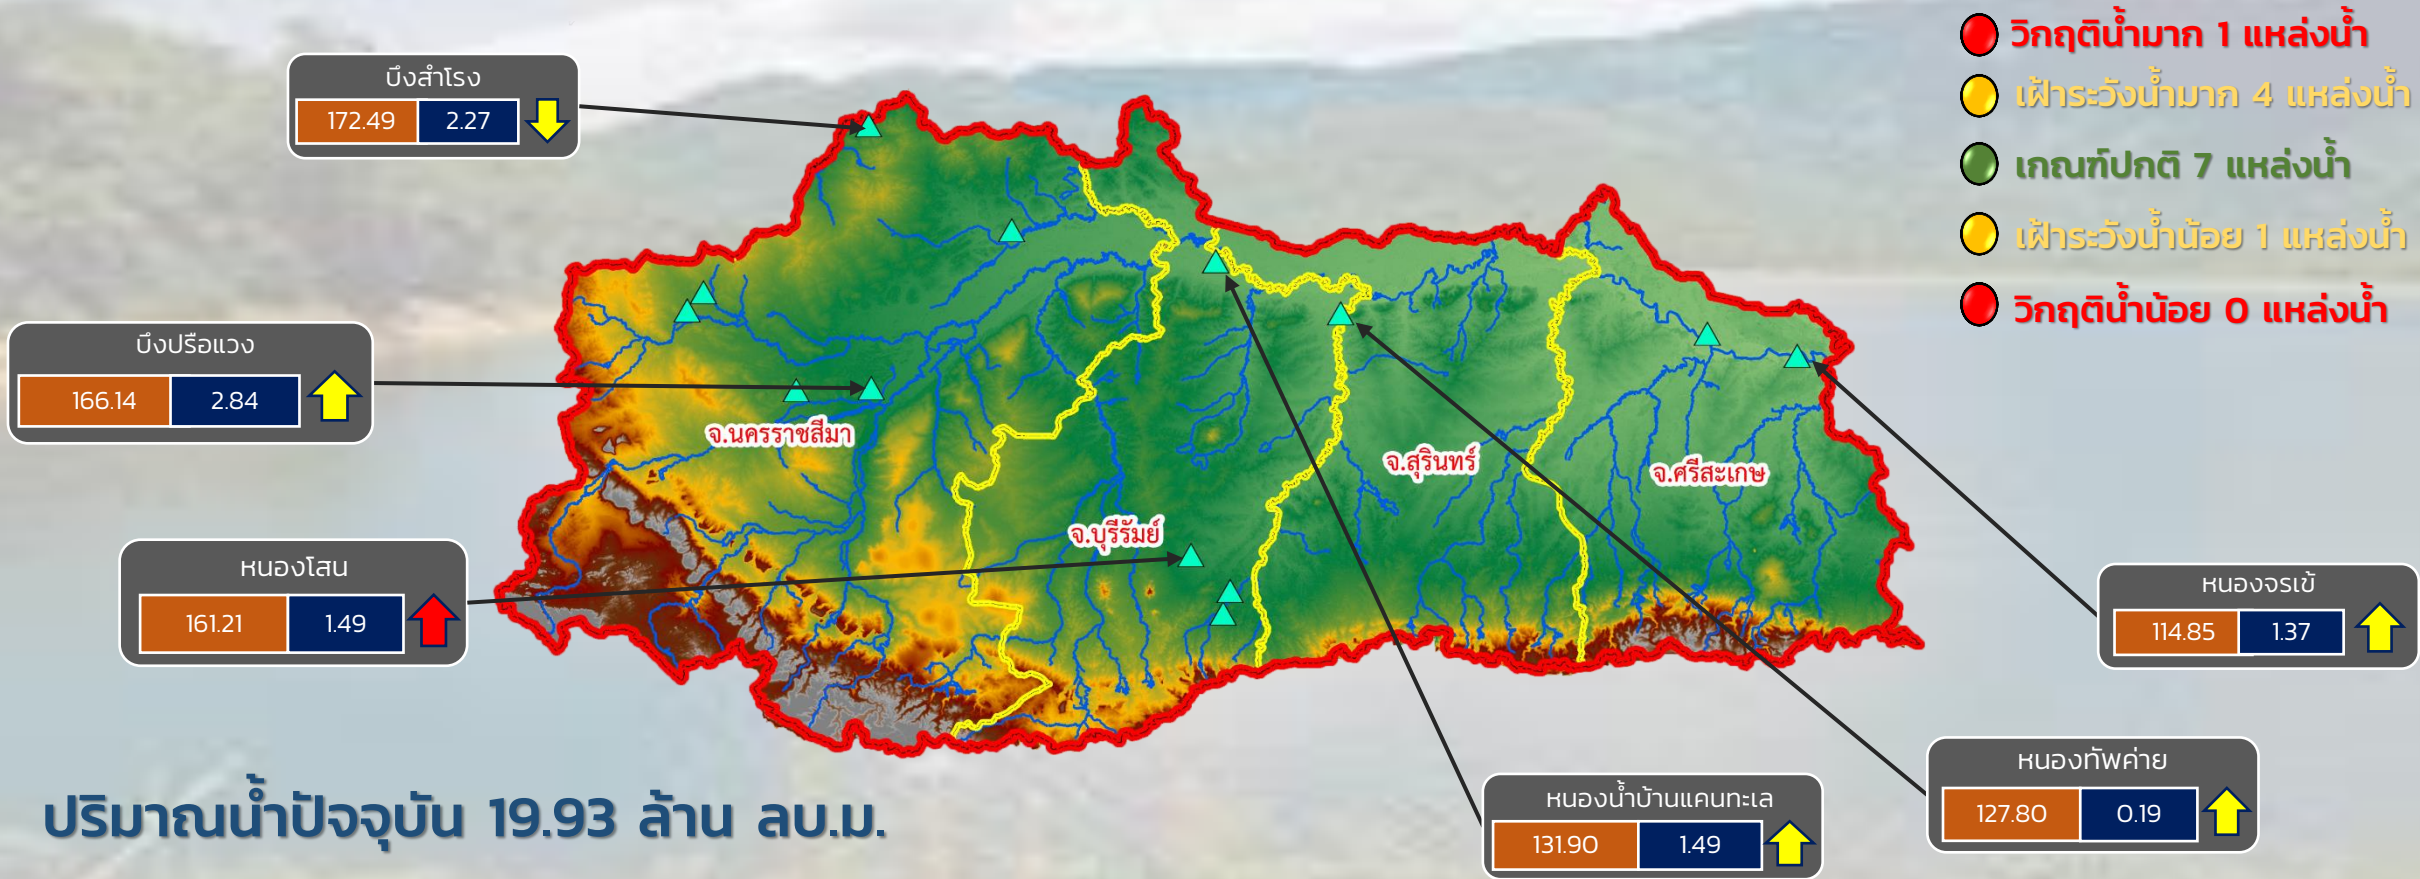 วิกฤติน้ำมาก 1 แหล่งน้ำ
เฝ้าระวังน้ำมาก 4 แหล่งน้ำ
เกณฑ์ปกติ 7 แหล่งน้ำ
เฝ้าระวังน้ำน้อย 1 แหล่งน้ำ
วิกฤติน้ำน้อย 0 แหล่งน้ำ
บึงสำโรง
172.49 2.27
บึงปรือแวง
166.14 2.84
หนองโสน
161.21 1.49
จ.นครราชสีมา
จ.บุรีรัมย์
จ.สุรินทร์
จ.ศรีสะเกษ
หนองจรเข้
114.85 1.37
หนองทัพค่าย
127.80 0.19
หนองน้ำบ้านแคนทะเล
131.90 1.49
ปริมาณน้ำปัจจุบัน 19.93 ล้าน ลบ.ม.